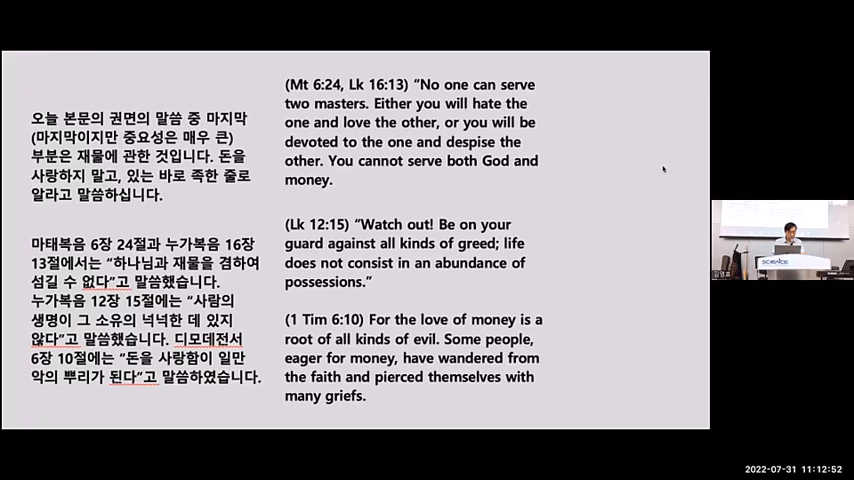 오늘 본문의 권면의 말씀 중 마지막
(마지막이지만 중요성은 매우 큰)
부분은 재물에 관한 것입니다. 돈을
사랑하지 말고, 있는 바로 족한 줄로
알라고 말씀하십니다.
마태복음 6장 24절과 누가복음 16장
13절에서는 “하나님과 재물을 겸하여
섬길 수 없다”고 말씀했습니다.
누가복음 12장 15절에는 “사람의
생명이 그 소유의 넉넉한 데 있지
않다”고 말씀했습니다. 디모데전서
6장 10절에는 “돈을 사랑함이 일만
악의 뿌리가 된다”고 말씀하였습니다.
(Mt 6:24, Lk 16:13) “No one can serve
two masters. Either you will hate the
one and love the other, or you will be
devoted to the one and despise the
other. You cannot serve both God and
money.
(Lk 12:15) “Watch out! Be on your
guard against all kinds of greed; life
does not consist in an abundance of
possessions.”
(1 Tim 6:10) For the love of money is a
root of all kinds of evil. Some people,
eager for money, have wandered from
the faith and pierced themselves with
many griefs.
2022-07-31 11:12:52